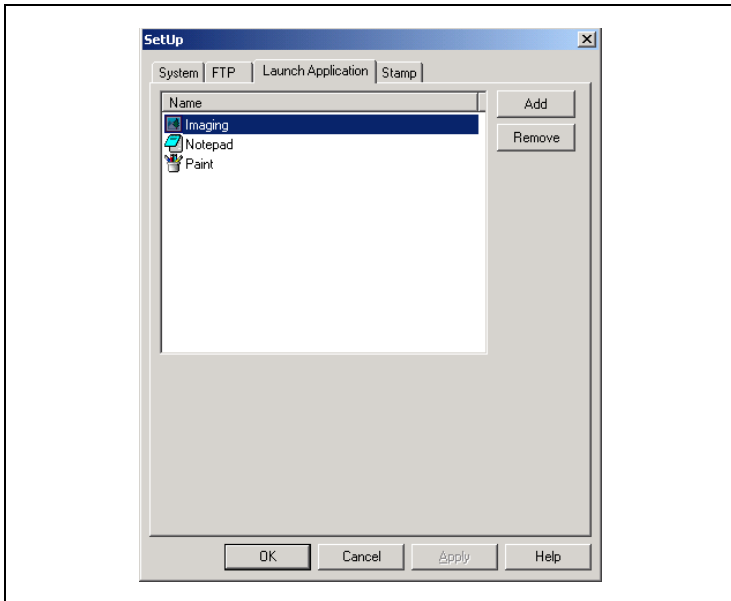 SetUp
System FTP Launch Application Stamp
Name Add
Imaging
Remove
Notepad
Paint
OK Cancel Apply Help